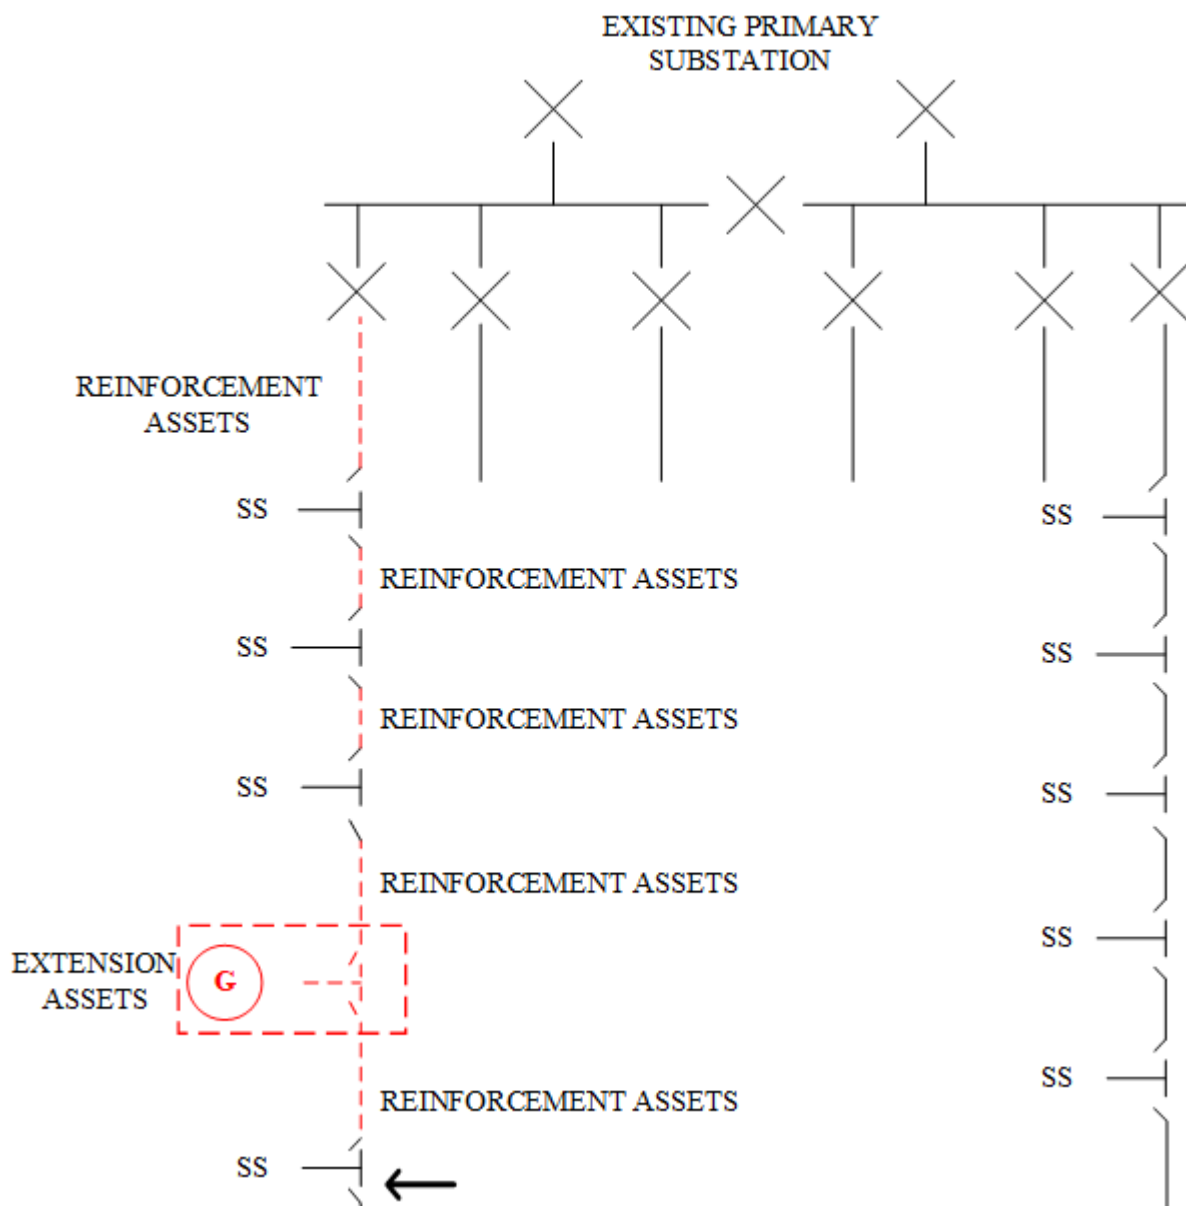 EXISTING PRIMARY
SUBSTATION
REINFORCEMENT
ASSETS
SS
SS
REINFORCEMENT ASSETS
SS
SS
REINFORCEMENT ASSETS
SS
SS
REINFORCEMENT ASSETS
SS
EXTENSION
ASSETS
G
SS
REINFORCEMENT ASSETS
SS